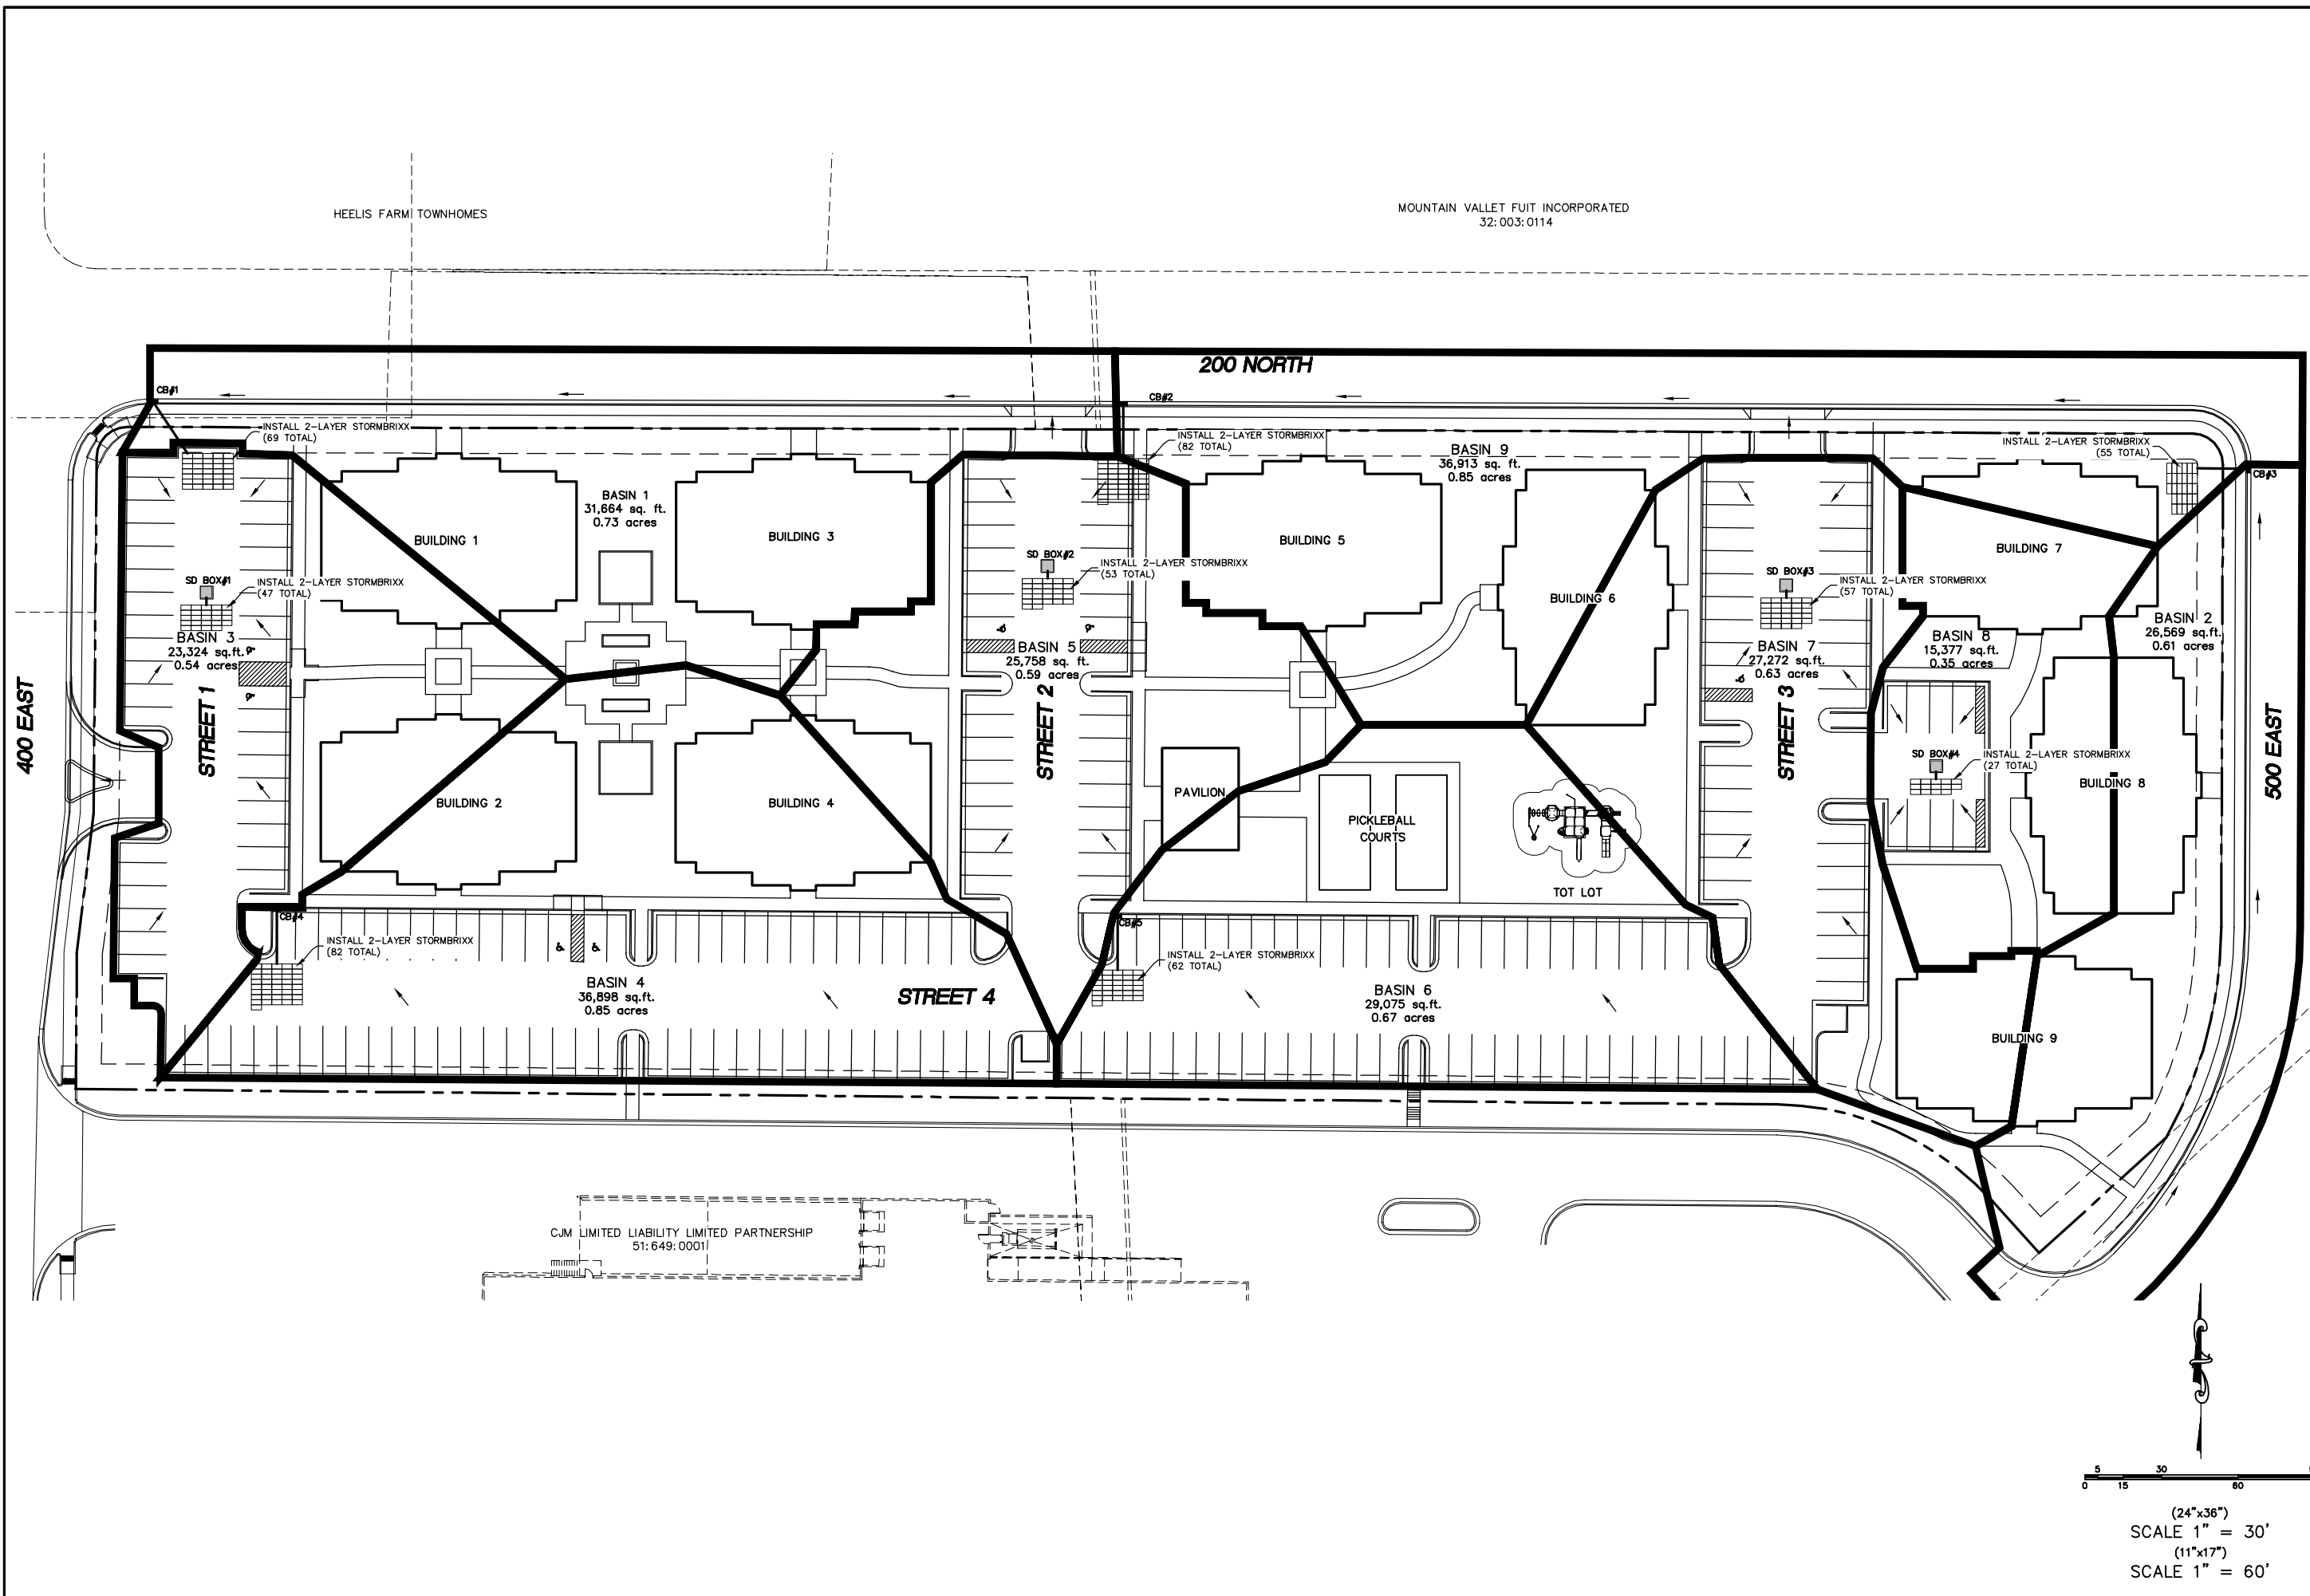 HEELIS FARM TOWNHOMES
MOUNTAIN VALLET FUIT INCORPORATED
32:003:0114
200 NORTH
CB#1
CB#2
INSTALL 2-LAYER STORMBRIXX
(69 TOTAL)
INSTALL 2-LAYER STORMBRIXX
(82 TOTAL)
BASIN 9
36,913 sq. ft.
0.85 acres
INSTALL 2-LAYER STORMBRIXX
(55 TOTAL)
CB#3
BASIN 1
31,664 sq. ft.
0.73 acres
BUILDING 1
BUILDING 3
BUILDING 5
BUILDING 7
SD BOX#1
INSTALL 2-LAYER STORMBRIXX
(47 TOTAL)
SD BOX#2
INSTALL 2-LAYER STORMBRIXX
(53 TOTAL)
BUILDING 6
SD BOX#3
INSTALL 2-LAYER STORMBRIXX
(57 TOTAL)
BASIN 3
23,324 sq.ft.
0.54 acres
BASIN 5
25,758 sq. ft.
0.59 acres
BASIN 7
27,272 sq.ft.
0.63 acres
BASIN 8
15,377 sq.ft.
0.35 acres
BASIN 2
26,569 sq.ft.
0.61 acres
400 EAST
STREET 1
STREET 2
STREET 3
500 EAST
SD BOX#4
INSTALL 2-LAYER STORMBRIXX
(27 TOTAL)
BUILDING 8
BUILDING 2
BUILDING 4
PAVILION
PICKLEBALL
COURTS
TOT LOT
CB#4
INSTALL 2-LAYER STORMBRIXX
(82 TOTAL)
CB#5
INSTALL 2-LAYER STORMBRIXX
(62 TOTAL)
BASIN 4
36,898 sq.ft.
0.85 acres
STREET 4
BASIN 6
29,075 sq.ft.
0.67 acres
BUILDING 9
CJM LIMITED LIABILITY LIMITED PARTNERSHIP
51:649:0001
5 30
0 15 60
(24"x36")
SCALE 1" = 30'
(11"x17")
SCALE 1" = 60'